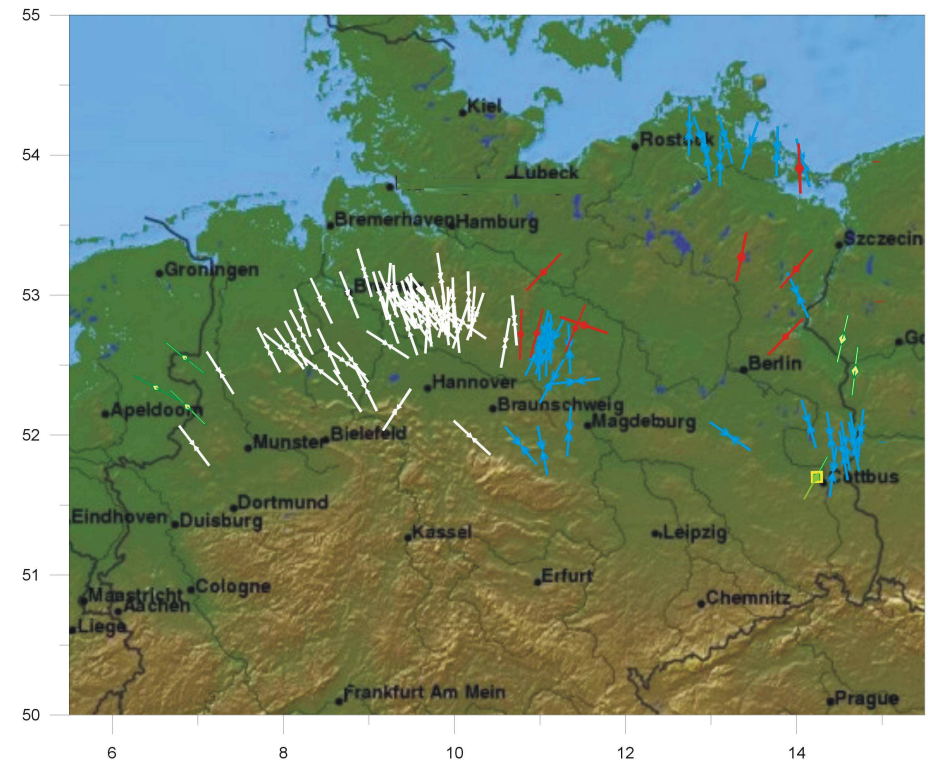 55
Kiel
54
Rostock
Lubeck
Bremerhaven Hamburg
Szczecin
Groningen
53
Go
Berlin
Hannover
Apeldoorn
Braunschweig
Magdeburg
52
Munster
Bielefeld
Cottbus
Dortmund
Eindhoven
Duisburg
Kassel
Leipzig
51
Erfurt
Cologne
Maastricht
Chemnitz
Aachen
Liege
Frankfurt Am Mein
Prague
50
6 8 10 12 14